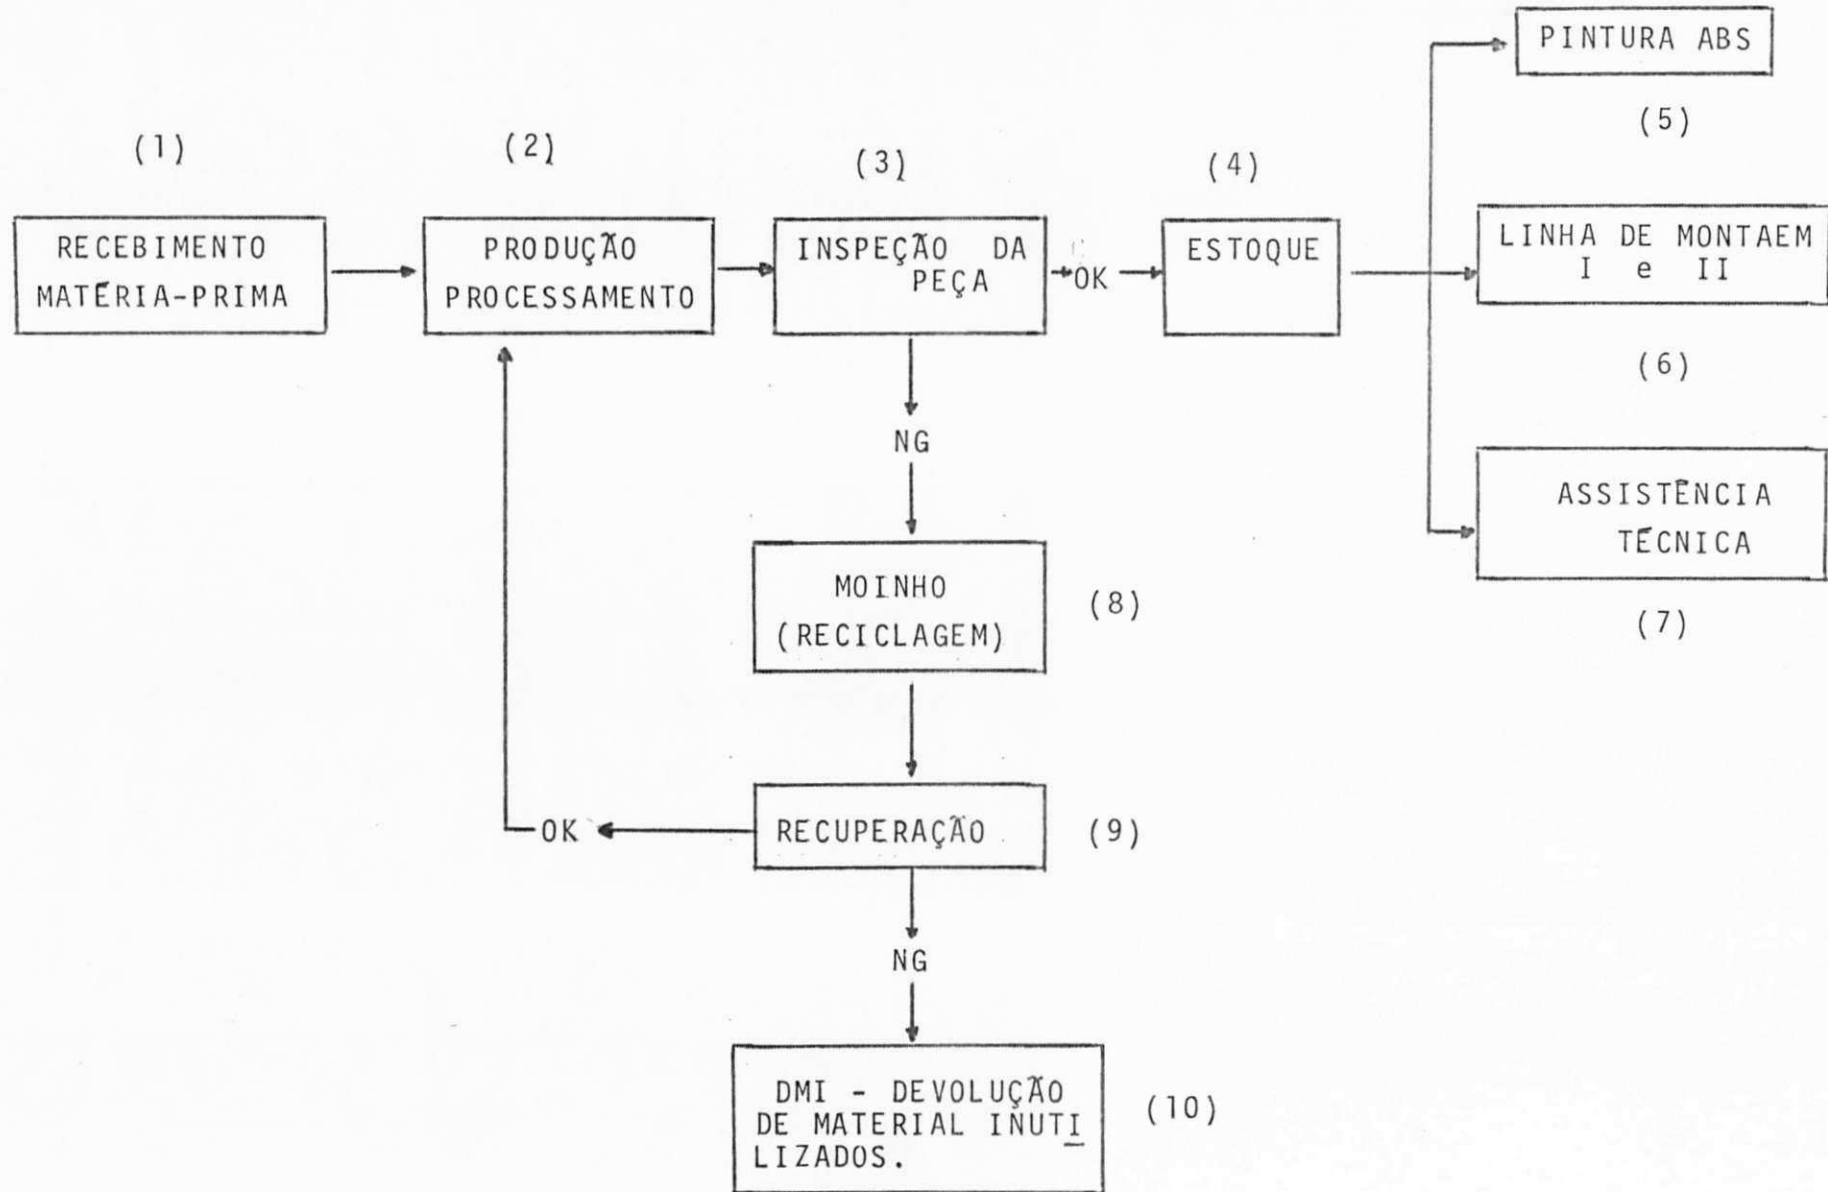 PINTURA ABS
(5)
(1)
(2)
(3)
(4)
RECEBIMENTO
MATÉRIA-PRIMA
PRODUÇÃO
PROCESSAMENTO
INSPEÇÃO DA
PEÇA
OK
ESTOQUE
LINHA DE MONTAEM
I e II
(6)
NG
ASSISTÊNCIA
TÉCNICA
(7)
MOINHO
(RECICLAGEM)
(8)
OK
RECUPERAÇÃO
(9)
NG
DMI - DEVOLUÇÃO
DE MATERIAL INUTI
LIZADOS.
(10)